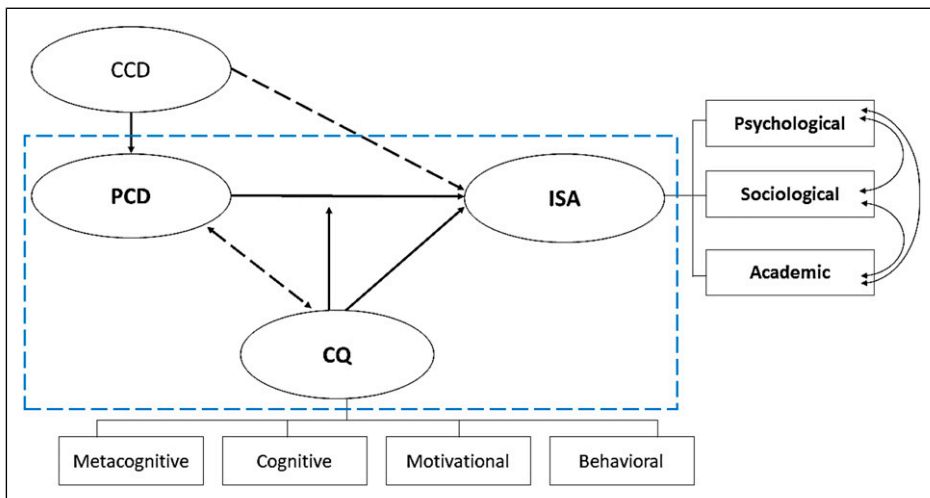 CCD
Psychological
PCD
ISA
Sociological
Academic
CQ
Metacognitive
Cognitive
Motivational
Behavioral